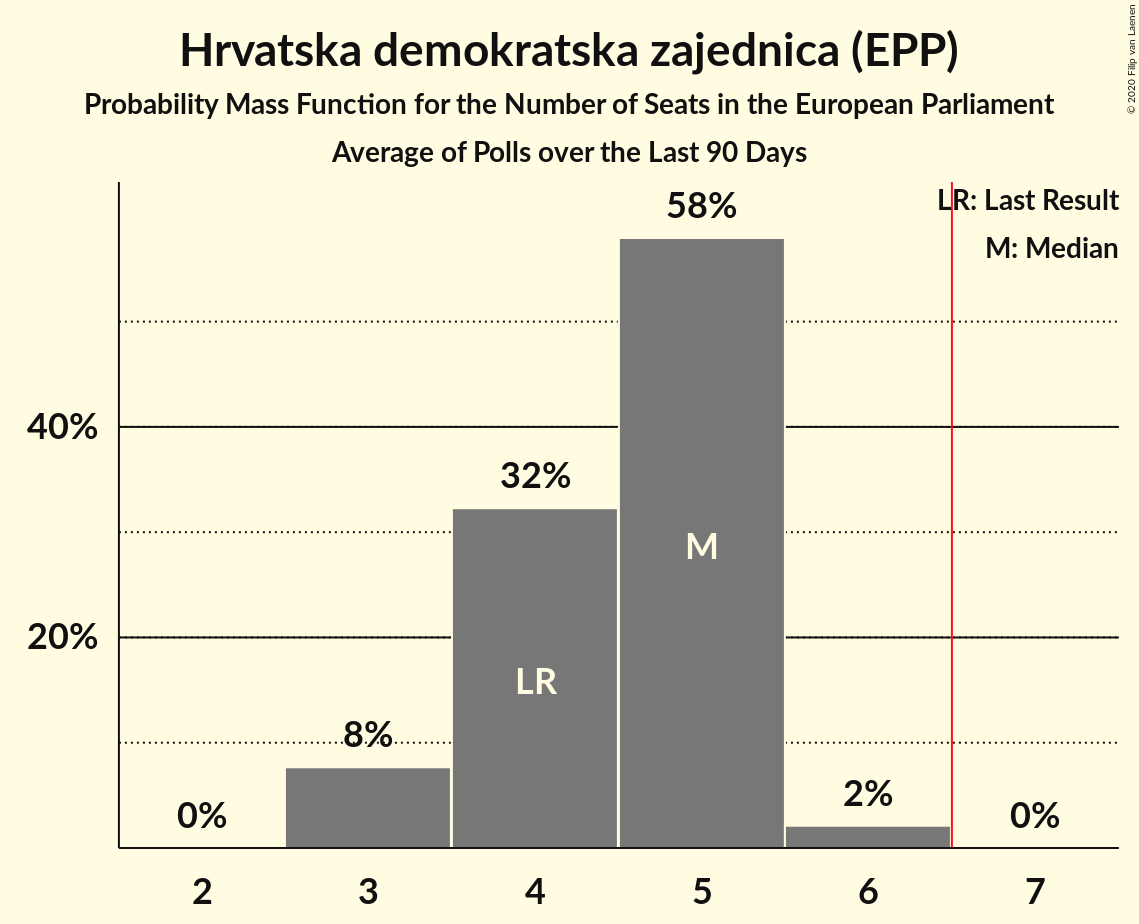 Hrvatska demokratska zajednica (EPP)
Probability Mass Function for the Number of Seats in the European Parliament
Average of Polls over the Last 90 Days
© 2020 Filip van Laenen
LR: Last Result
M: Median
58%
40%
32%
M
20%
LR
8%
2%
0%
0%
2 3 4 5 6 7